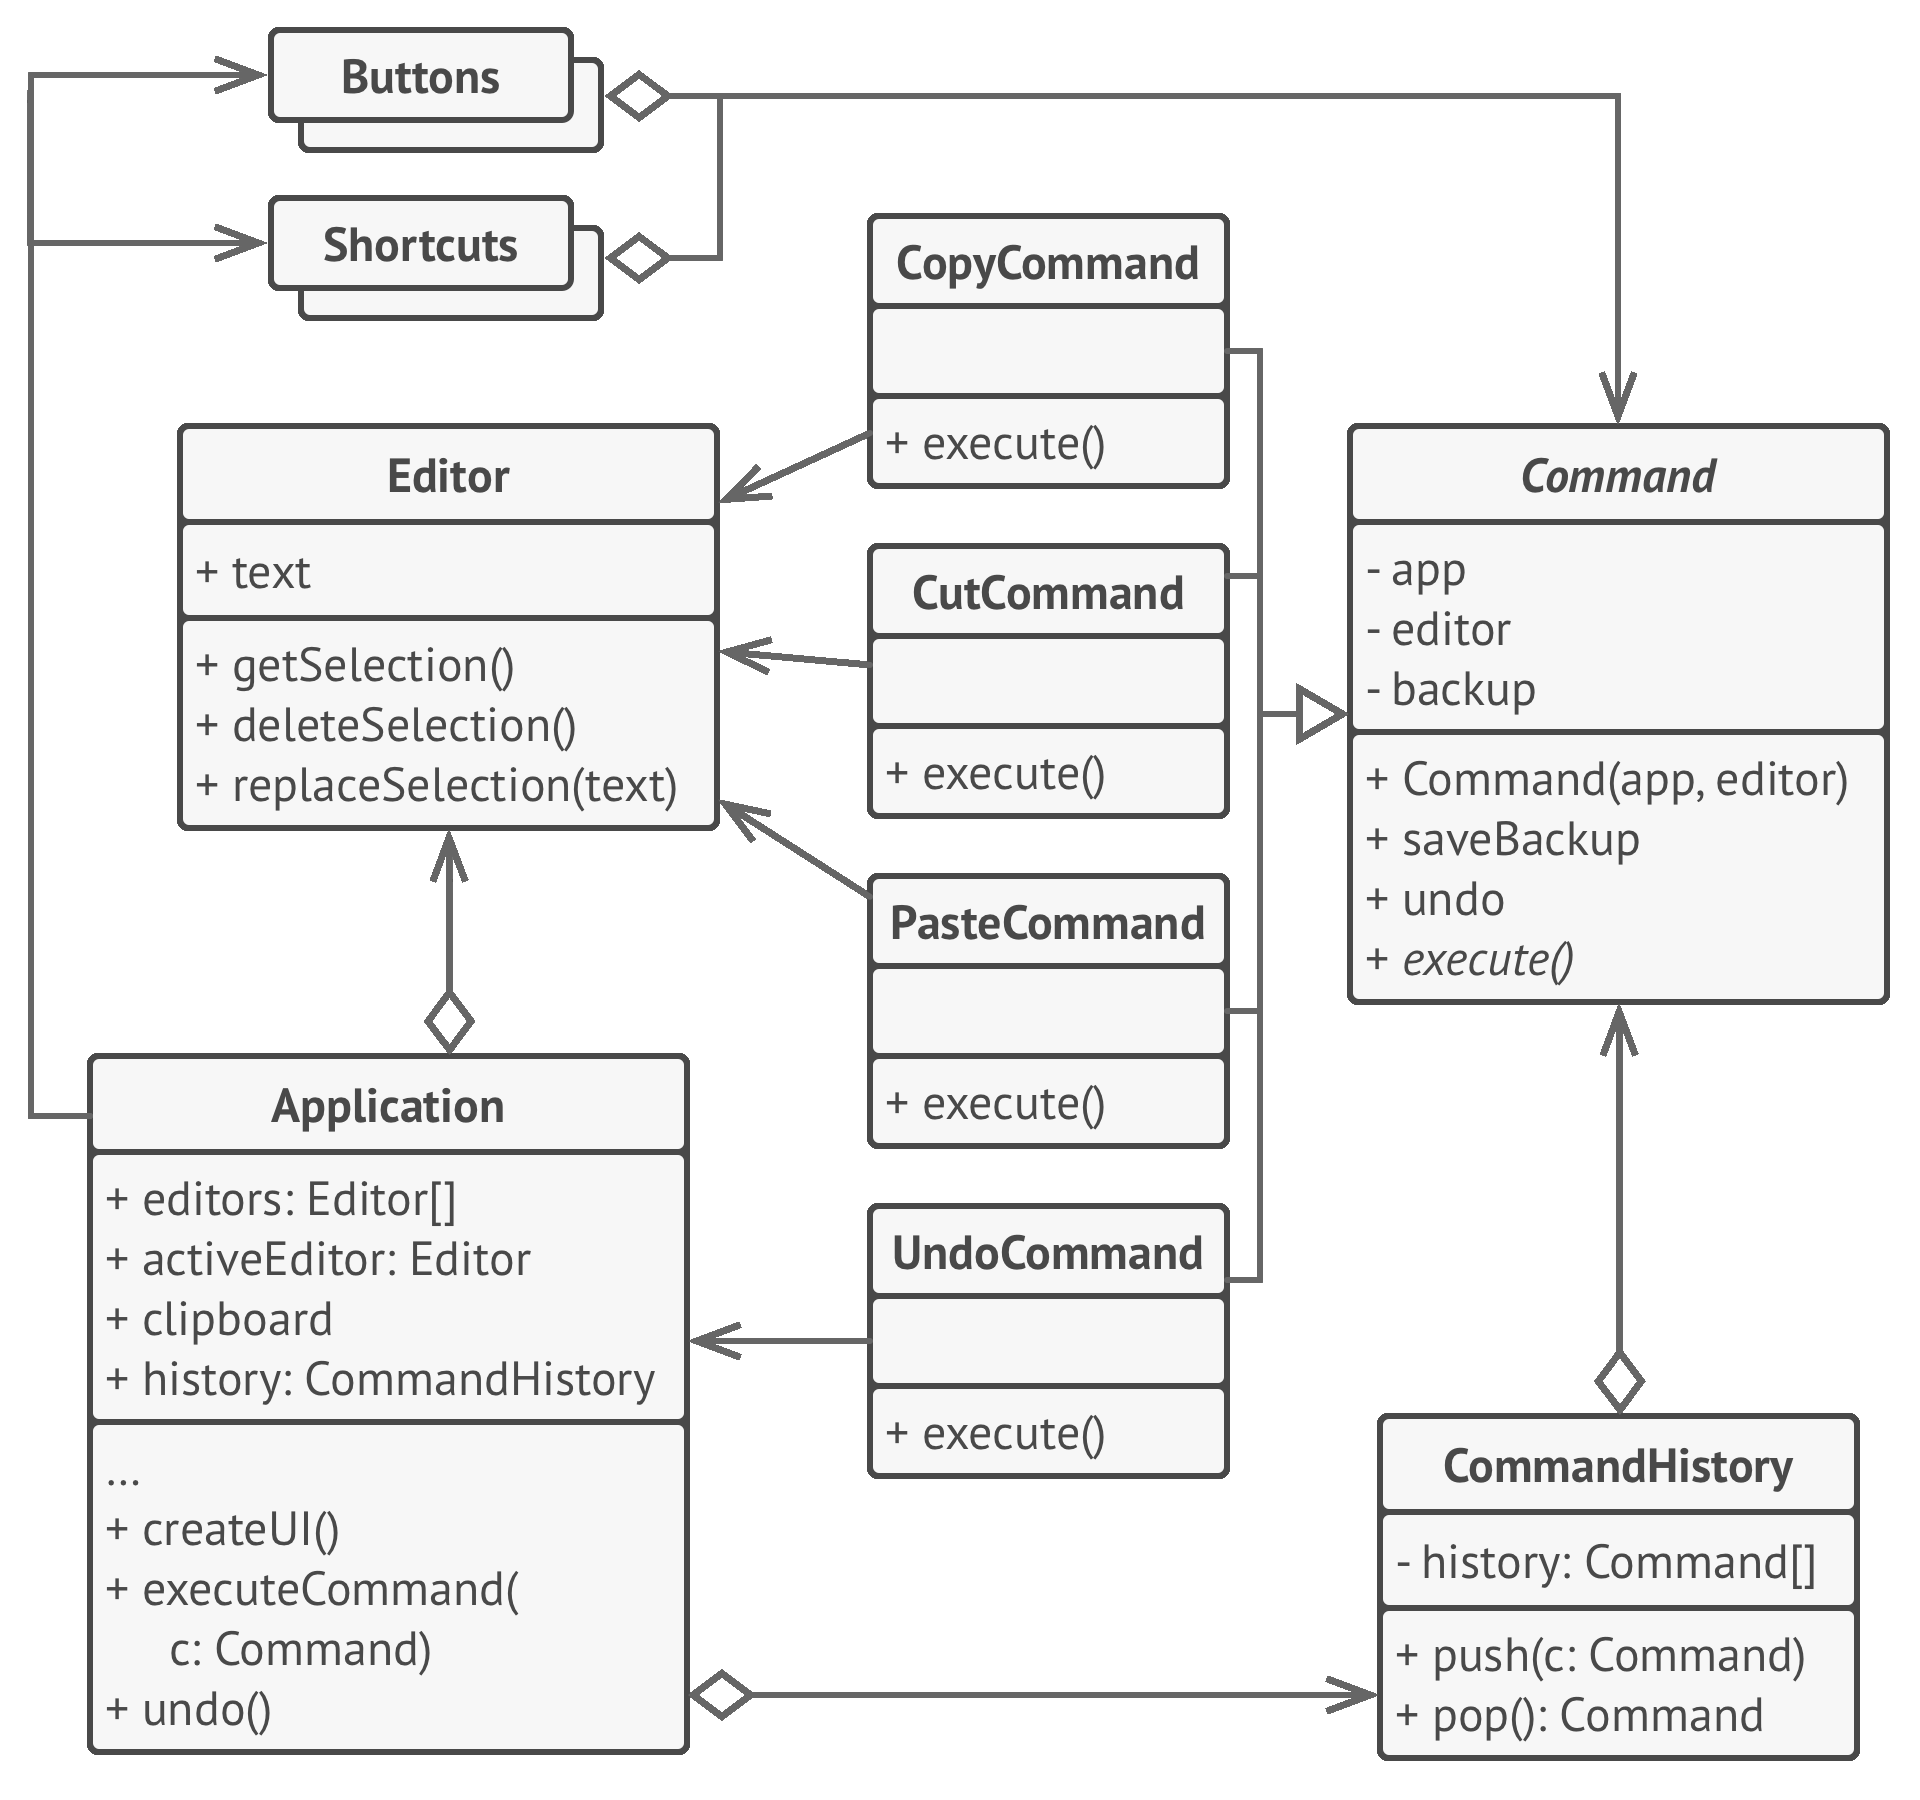 Buttons
Shortcuts
CopyCommand
+ execute()
Editor
+ text
+ getSelection()
+ deleteSelection()
+ replaceSelection(text)
CutCommand
+ execute()
Command
- app
- editor
- backup
+ Command(app, editor)
+ saveBackup
+ undo
+ execute()
PasteCommand
+ execute()
Application
+ editors: Editor[]
+ activeEditor: Editor
+ clipboard
+ history: CommandHistory
...
+ createUI()
+ executeCommand(
c: Command)
+ undo()
UndoCommand
+ execute()
CommandHistory
- history: Command[]
+ push(c: Command)
+ pop(): Command